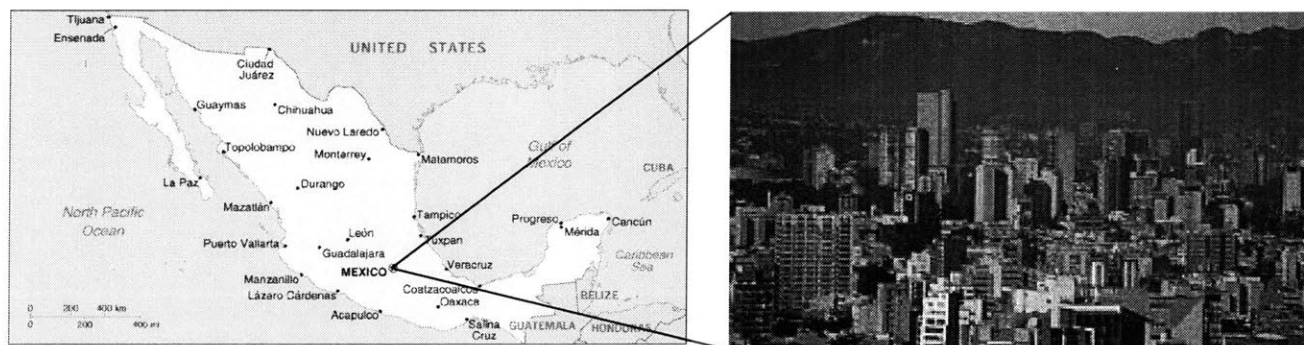 Tijuana
Ensenada
UNITED STATES
Ciudad
Juárez
Guaymas
Chihuahua
Nuevo Laredo
Gulf of
Mexico
Topolobampo
Monterrey
Matamoros
CUBA
La Paz
Durango
North Pacific
Ocean
Mazatlán
Tampico
Progreso
Cancún
Mérida
León
Tuxpan
Puerto Vallarta
Guadalajara
Caribbean
Sea
MEXICO
Veracruz
Manzanillo
Coatzacoalcos
BELIZE
Lázaro Cárdenas
Oaxaca
0 200 400 km
0 200 400 mi
Acapulco
Salina
Cruz
GUATEMALA
HONDURAS